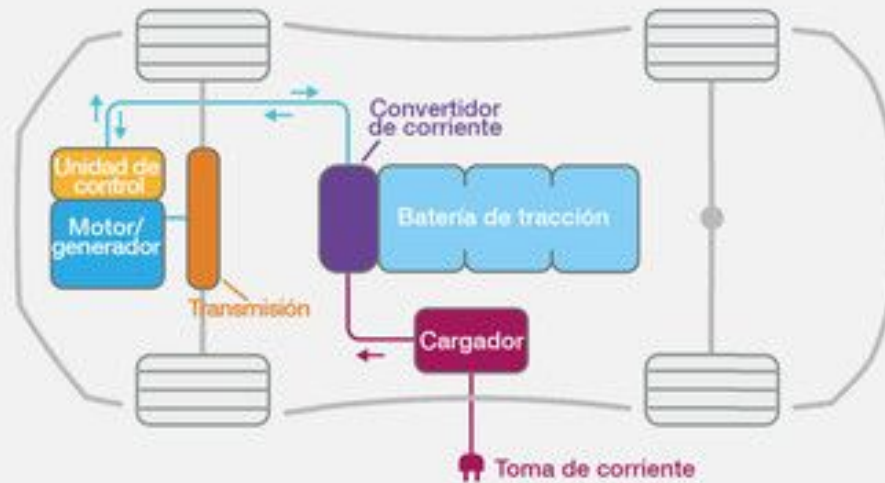 Convertidor
de corriente
Unidad de
control
Motor/
generador
Batería de tracción
Transmisión
Cargador
Toma de corriente